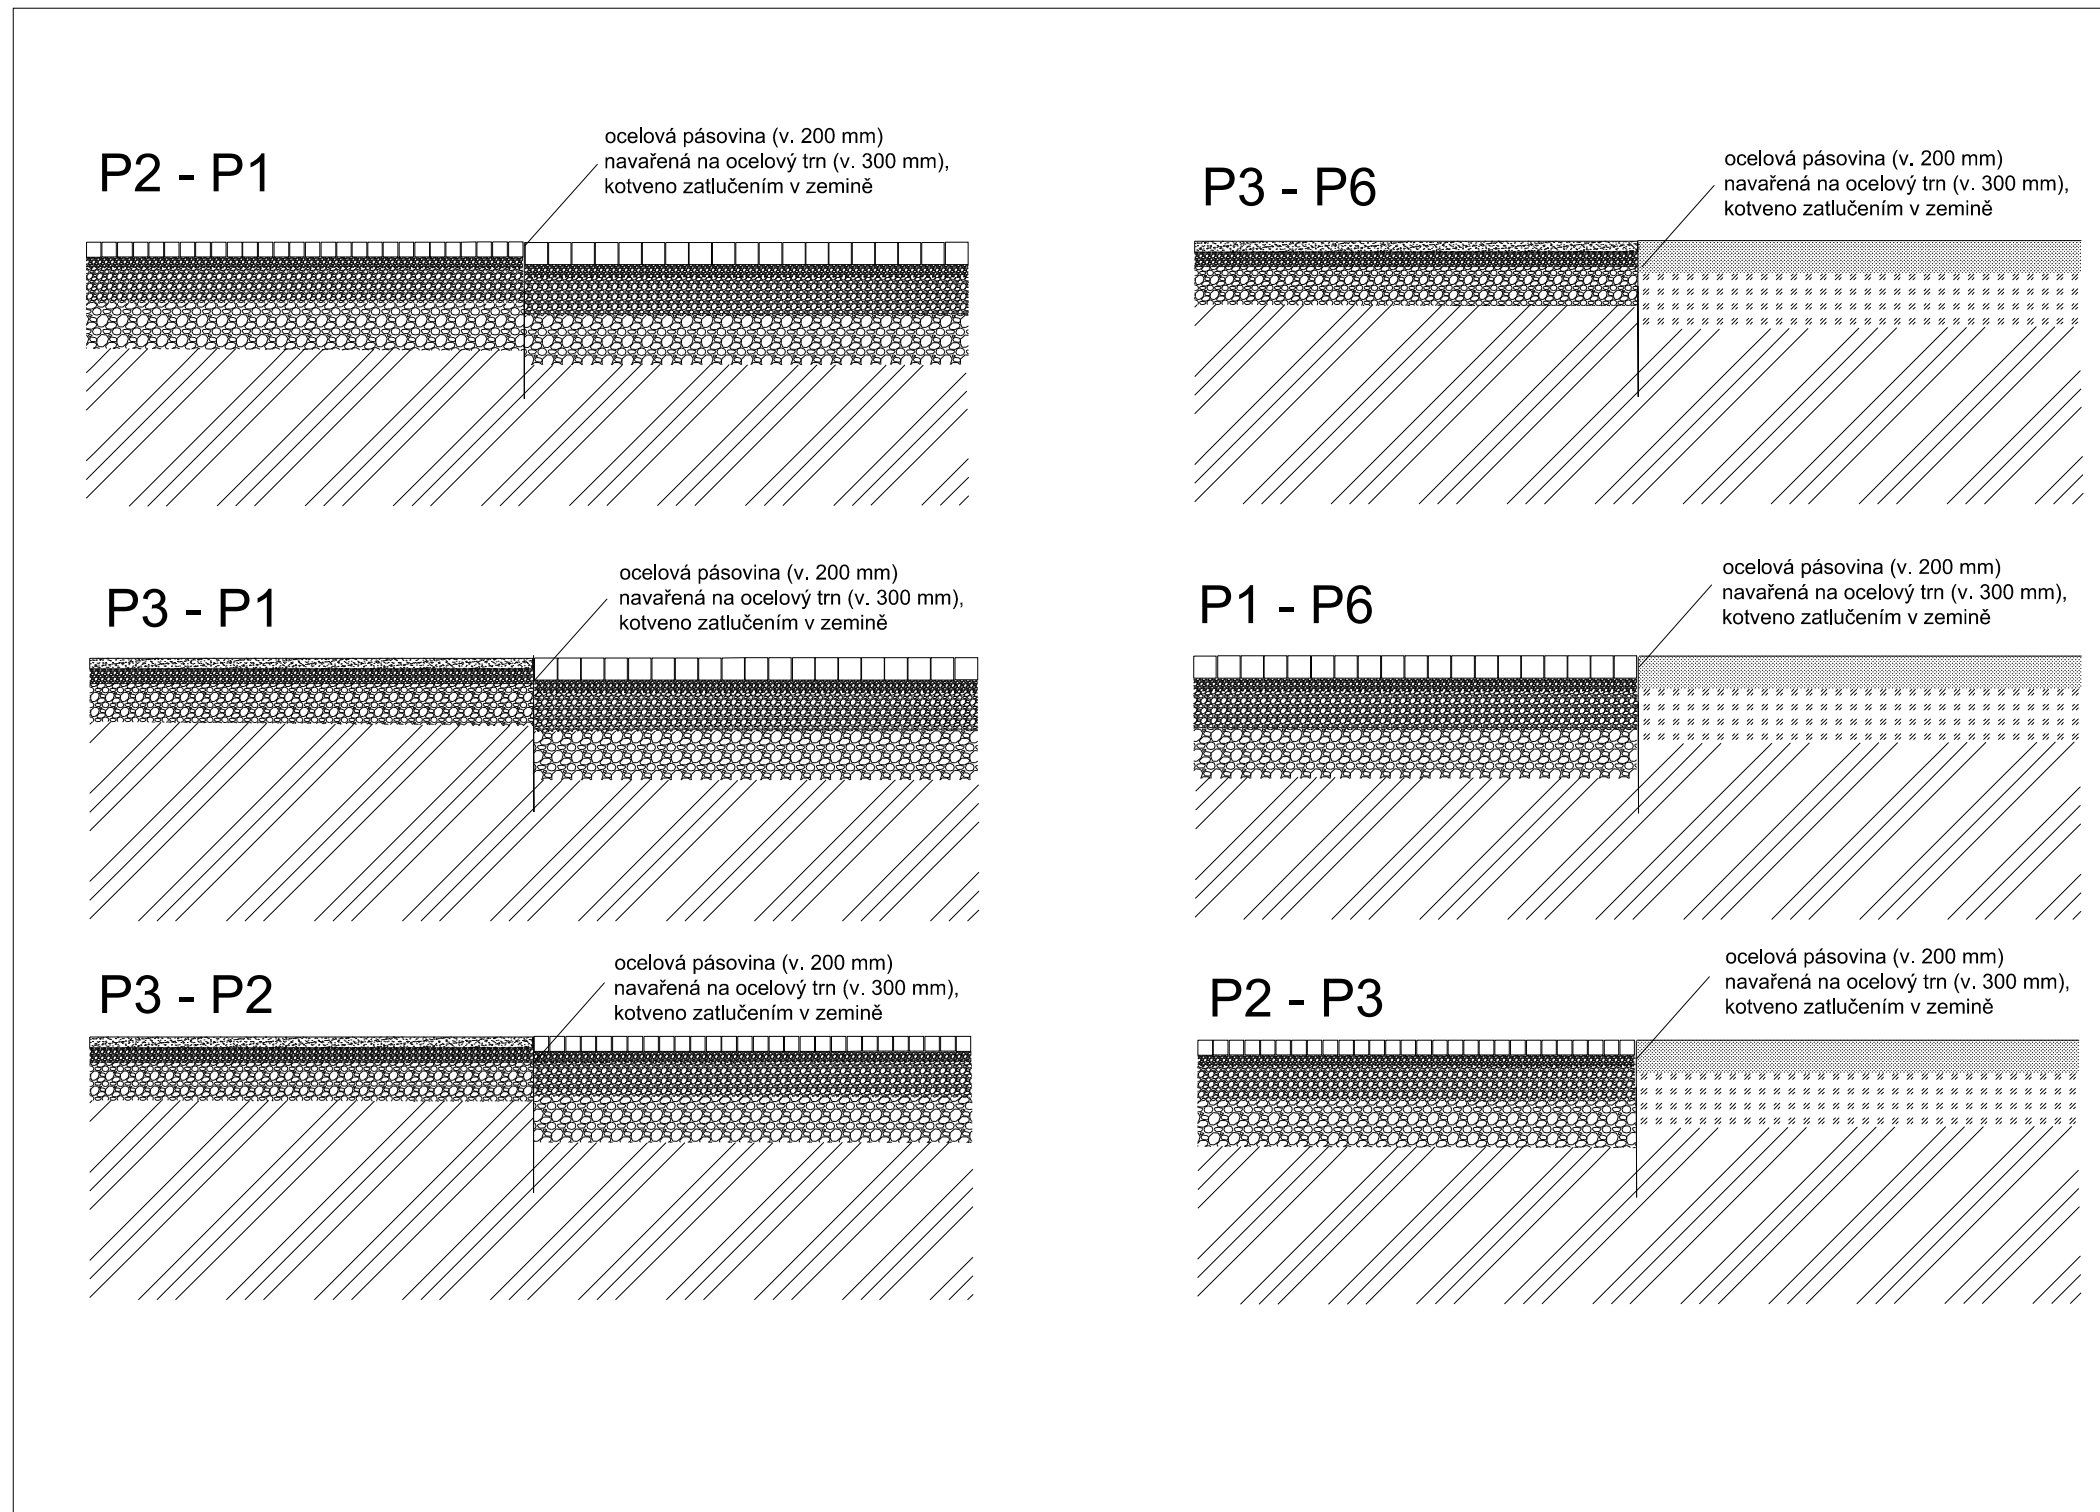 P2 - P1
ocelová pásovina (v. 200 mm)
navařená na ocelový trn (v. 300 mm),
kotveno zatlučením v zemině
P3 - P1
ocelová pásovina (v. 200 mm)
navařená na ocelový trn (v. 300 mm),
kotveno zatlučením v zemině
P3 - P2
ocelová pásovina (v. 200 mm)
navařená na ocelový trn (v. 300 mm),
kotveno zatlučením v zemině
P3 - P6
ocelová pásovina (v. 200 mm)
navařená na ocelový trn (v. 300 mm),
kotveno zatlučením v zemině
P1 - P6
ocelová pásovina (v. 200 mm)
navařená na ocelový trn (v. 300 mm),
kotveno zatlučením v zemině
P2 - P3
ocelová pásovina (v. 200 mm)
navařená na ocelový trn (v. 300 mm),
kotveno zatlučením v zemině